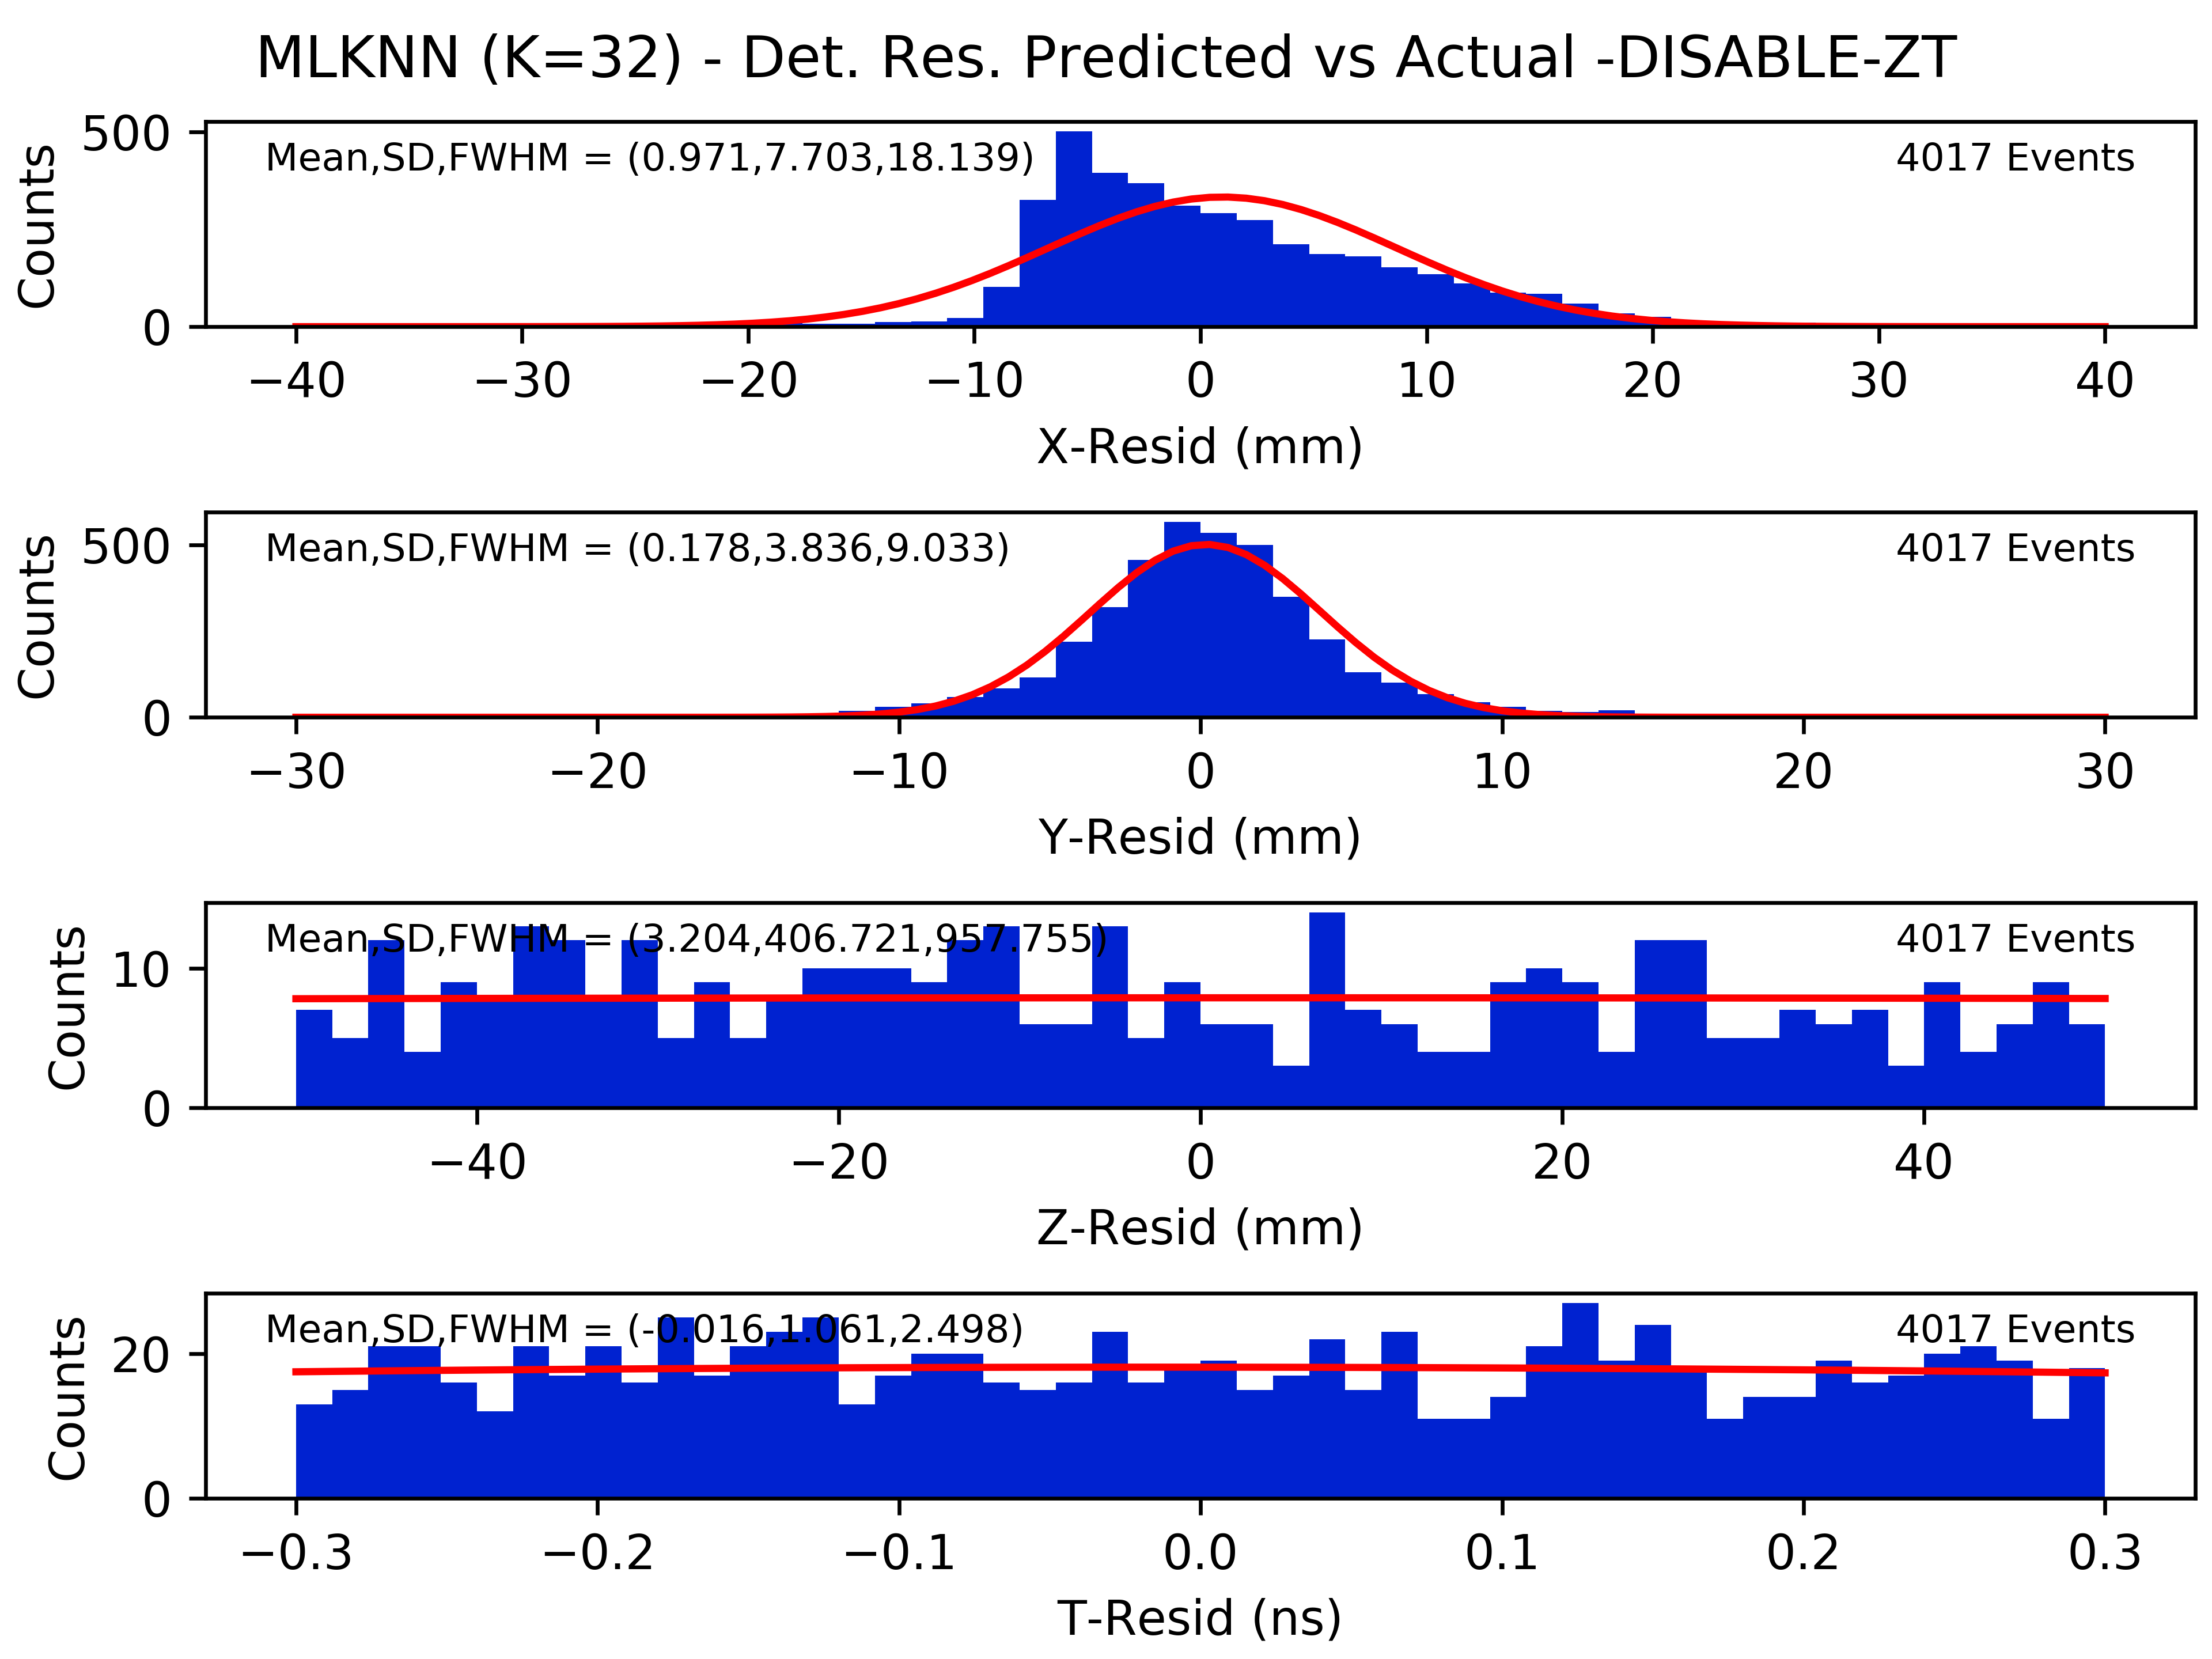 MLKNN (K=32) - Det. Res. Predicted vs Actual -DISABLE-ZT
Mean,SD,FWHM = (0.971,7.703,18.139)
4017 Events
Counts
500
0
−40 −30 −20 −10 0 10 20 30 40
X-Resid (mm)
Mean,SD,FWHM = (0.178,3.836,9.033)
4017 Events
Counts
500
0
−30 −20 −10 0 10 20 30
Y-Resid (mm)
Mean,SD,FWHM = (3.204,406.721,957.755)
4017 Events
Counts
10
0
−40 −20 0 20 40
Z-Resid (mm)
Mean,SD,FWHM = (-0.016,1.061,2.498)
4017 Events
Counts
20
0
−0.3 −0.2 −0.1 0.0 0.1 0.2 0.3
T-Resid (ns)